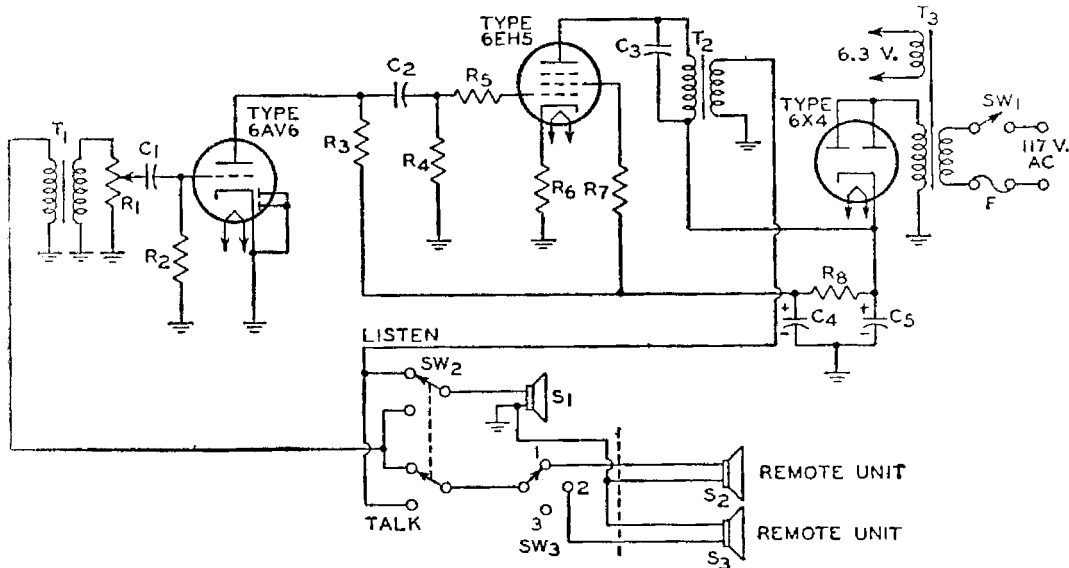 TYPE
6EH5
C3
T2
T3
6.3 V.
TYPE
6X4
SW1
117 V.
AC
F
C2
R5
TYPE
6AV6
T1
C1
R1
R2
R3
R4
R6
R7
R8
+
-
C4
+
-
C5
LISTEN
SW2
S1
1
2
3
SW3
TALK
S2
REMOTE UNIT
S3
REMOTE UNIT